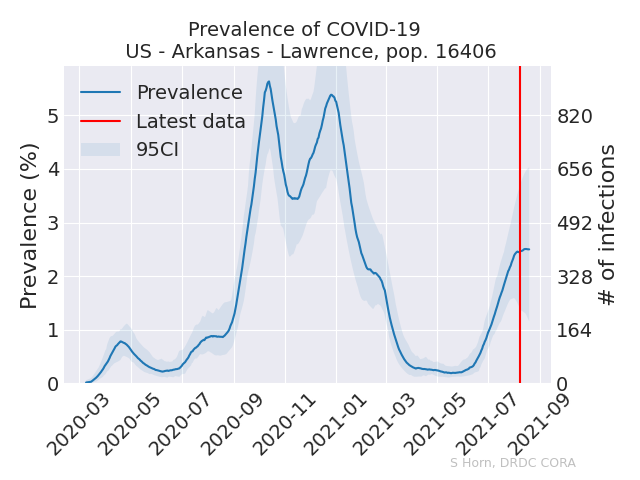 Prevalence of COVID-19
US - Arkansas - Lawrence, pop. 16406
Prevalence
Latest data
95CI
Prevalence (%)
5
4
3
2
1
0
820
656
492
328
164
0
# of infections
2020-03
2020-05
2020-07
2020-09
2020-11
2021-01
2021-03
2021-05
2021-07
2021-09
S Horn, DRDC CORA